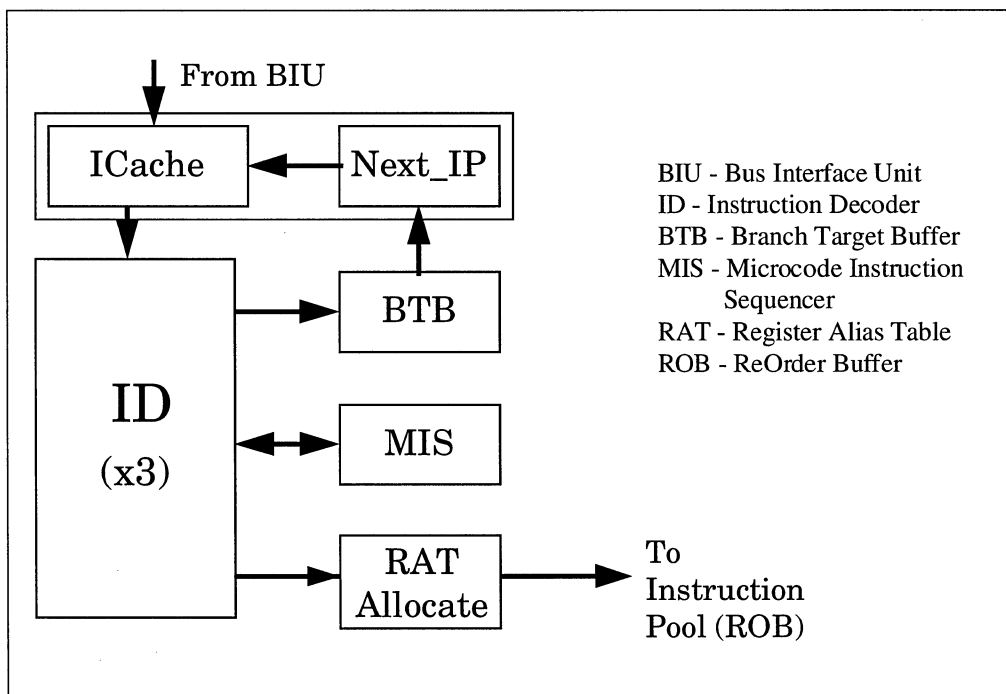 From BIU
ICache
Next_IP
BTB
ID
(x3)
MIS
RAT
Allocate
To
Instruction
Pool (ROB)
BIU - Bus Interface Unit
ID - Instruction Decoder
BTB - Branch Target Buffer
MIS - Microcode Instruction
Sequencer
RAT - Register Alias Table
ROB - ReOrder Buffer